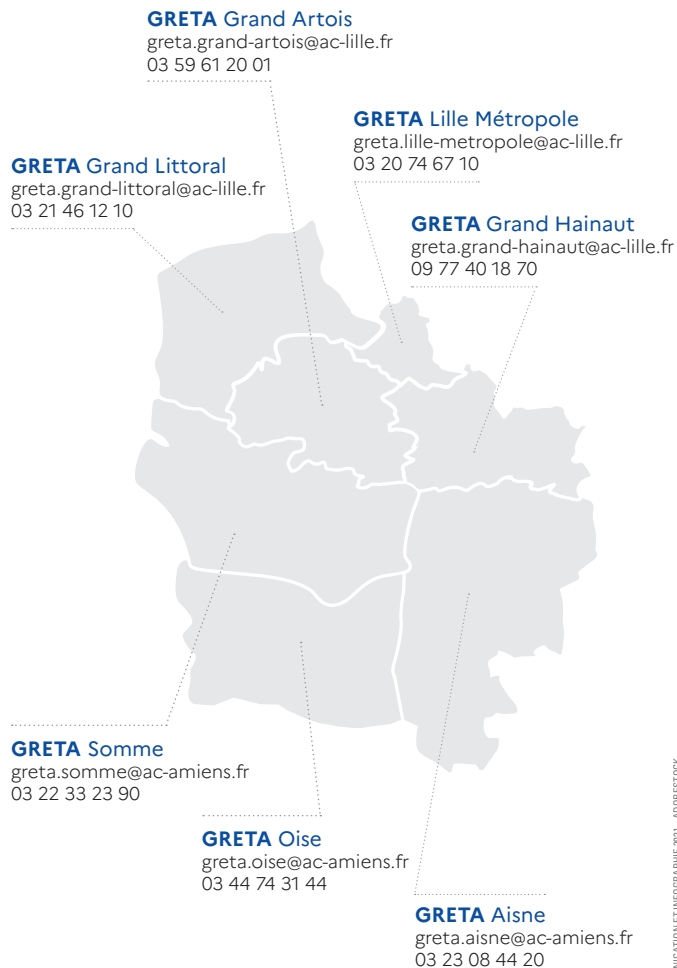 GRETA Grand Artois
greta.grand-artois@ac-lille.fr
03 59 61 20 01
GRETA Lille Métropole
greta.lille-metropole@ac-lille.fr
03 20 74 67 10
GRETA Grand Littoral
greta.grand-littoral@ac-lille.fr
03 21 46 12 10
GRETA Grand Hainaut
greta.grand-hainaut@ac-lille.fr
09 77 40 18 70
GRETA Somme
greta.somme@ac-amiens.fr
03 22 33 23 90
GRETA Oise
greta.oise@ac-amiens.fr
03 44 74 31 44
GRETA Aisne
greta.aisne@ac-amiens.fr
03 23 08 44 20
ET INFOGRAPHIE 2021